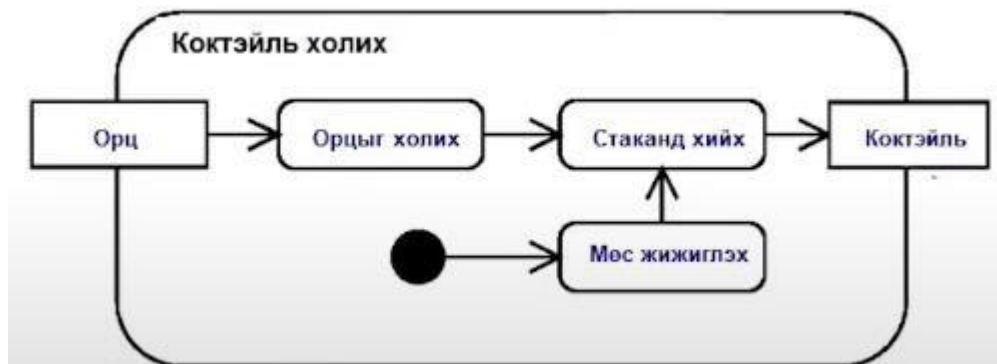 Коктэйль холих
Орц
Орцыг холих
Стаканд хийх
Коктэйль
Мөс жижиглэх